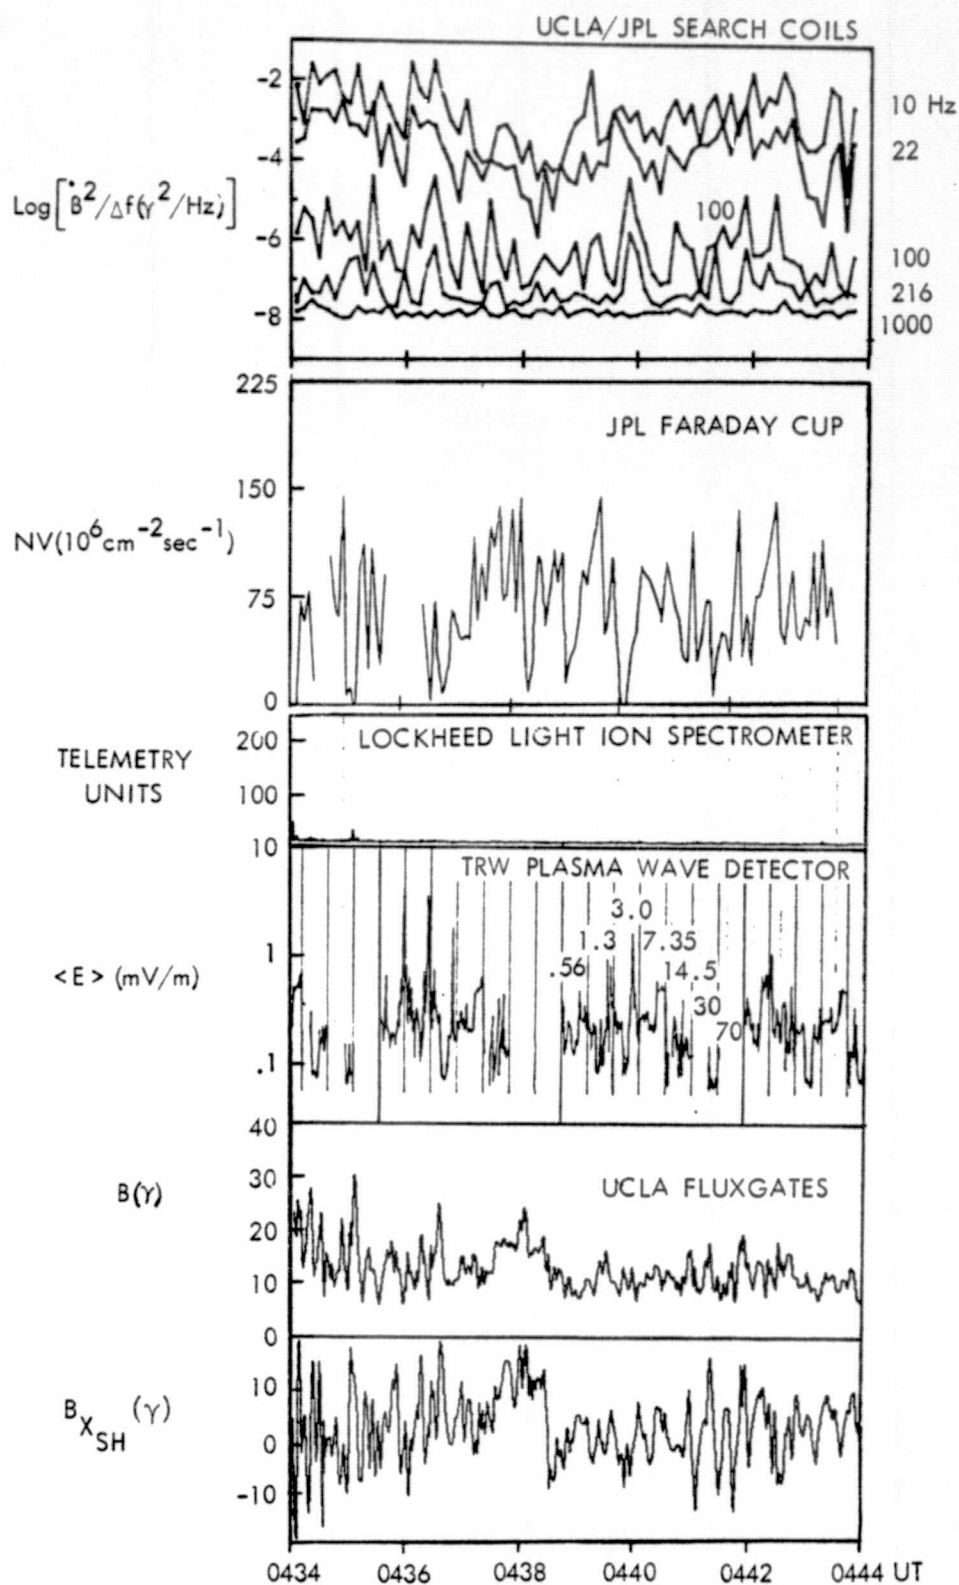 UCLA/JPL SEARCH COILS
-2
-4
-6
-8
Log[Ḃ²/Δf(γ²/Hz)]
10 Hz
22
100
100
216
1000
JPL FARADAY CUP
225
150
75
0
NV(10⁶cm⁻²sec⁻¹)
LOCKHEED LIGHT ION SPECTROMETER
TELEMETRY
UNITS
200
100
TRW PLASMA WAVE DETECTOR
10
1
.1
<E> (mV/m)
.56
1.3
3.0
7.35
14.5
30
70
UCLA FLUXGATES
B(γ)
40
30
20
10
0
B_X_SH (γ)
10
0
-10
0434 0436 0438 0440 0442 0444 UT